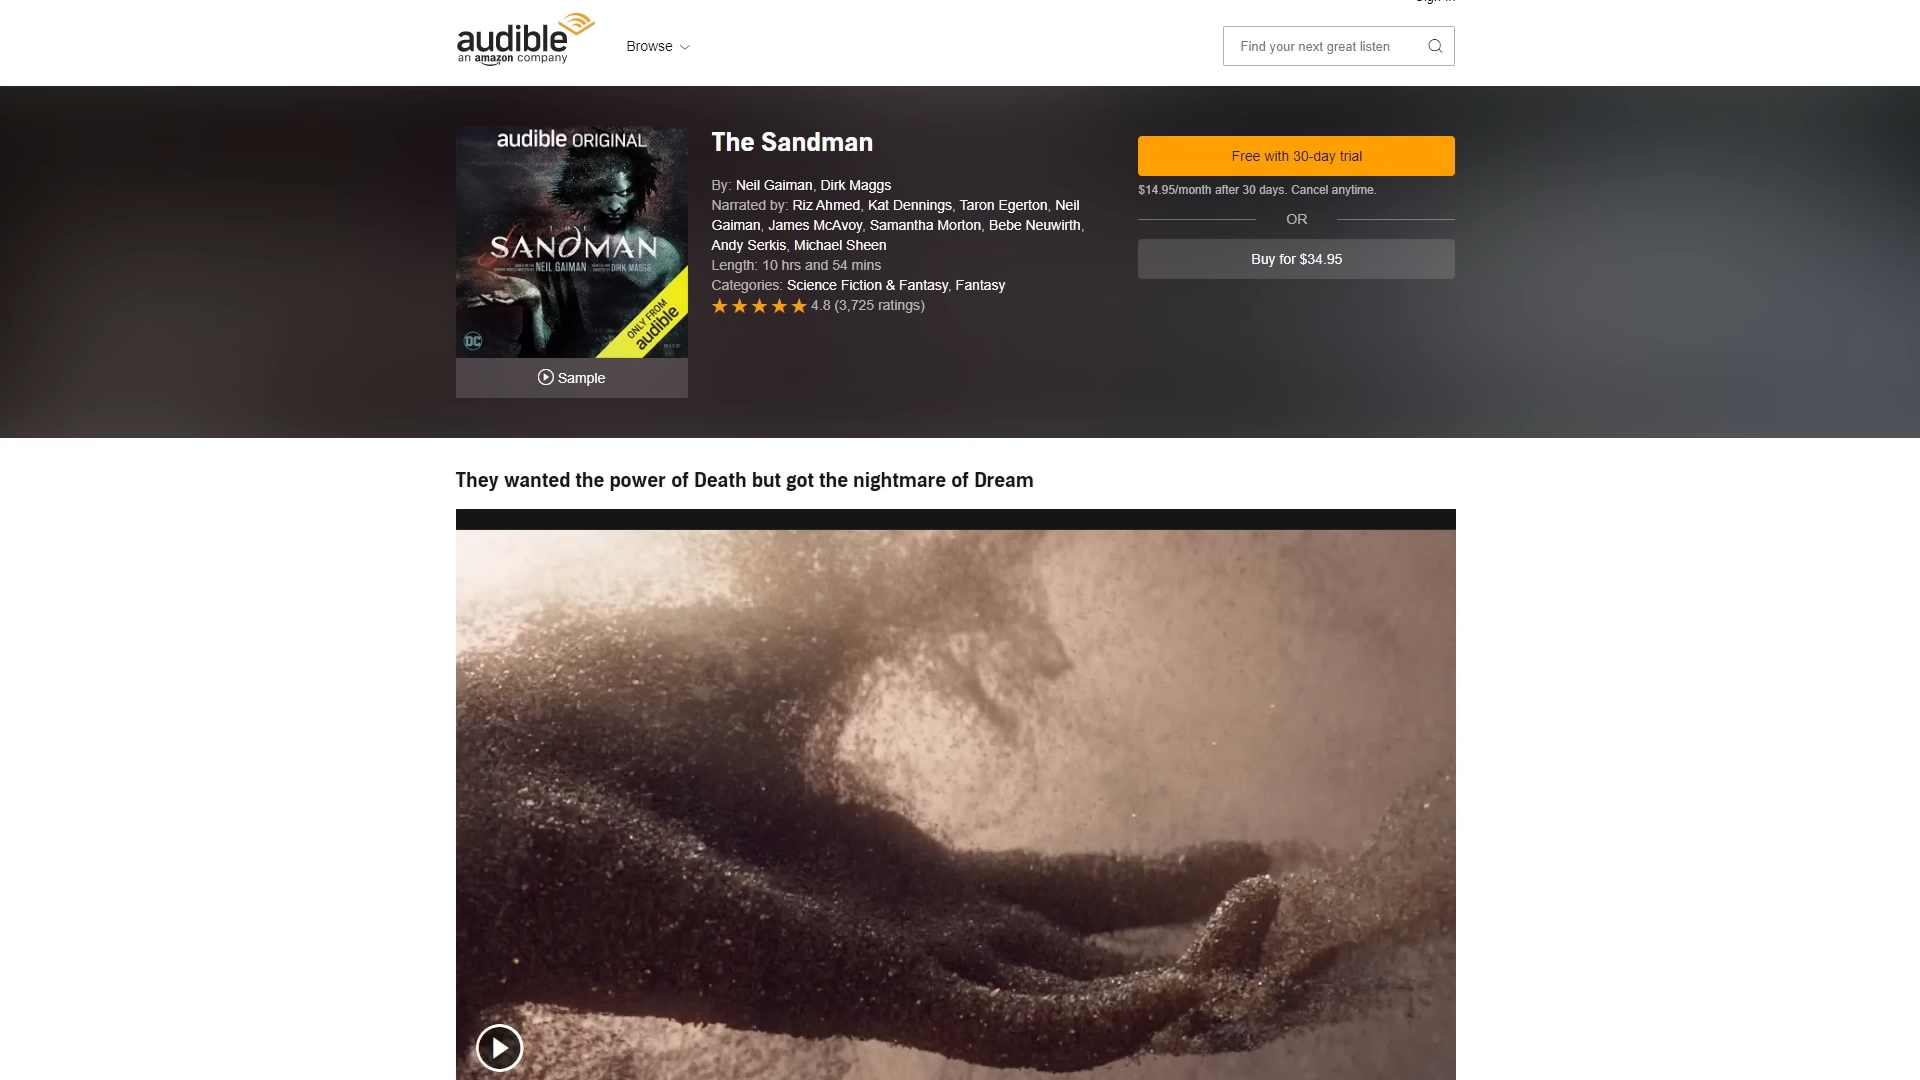 audible
an amazon company
Browse
Find your next great listen
audible ORIGINAL
THE
SANDMAN
NEIL GAIMAN
DIRK MAGGS
ONLY FROM
audible
DC
Sample
The Sandman
By: Neil Gaiman, Dirk Maggs
Narrated by: Riz Ahmed, Kat Dennings, Taron Egerton, Neil
Gaiman, James McAvoy, Samantha Morton, Bebe Neuwirth,
Andy Serkis, Michael Sheen
Length: 10 hrs and 54 mins
Categories: Science Fiction & Fantasy, Fantasy
4.8 (3,725 ratings)
Free with 30-day trial
$14.95/month after 30 days. Cancel anytime.
OR
Buy for $34.95
They wanted the power of Death but got the nightmare of Dream